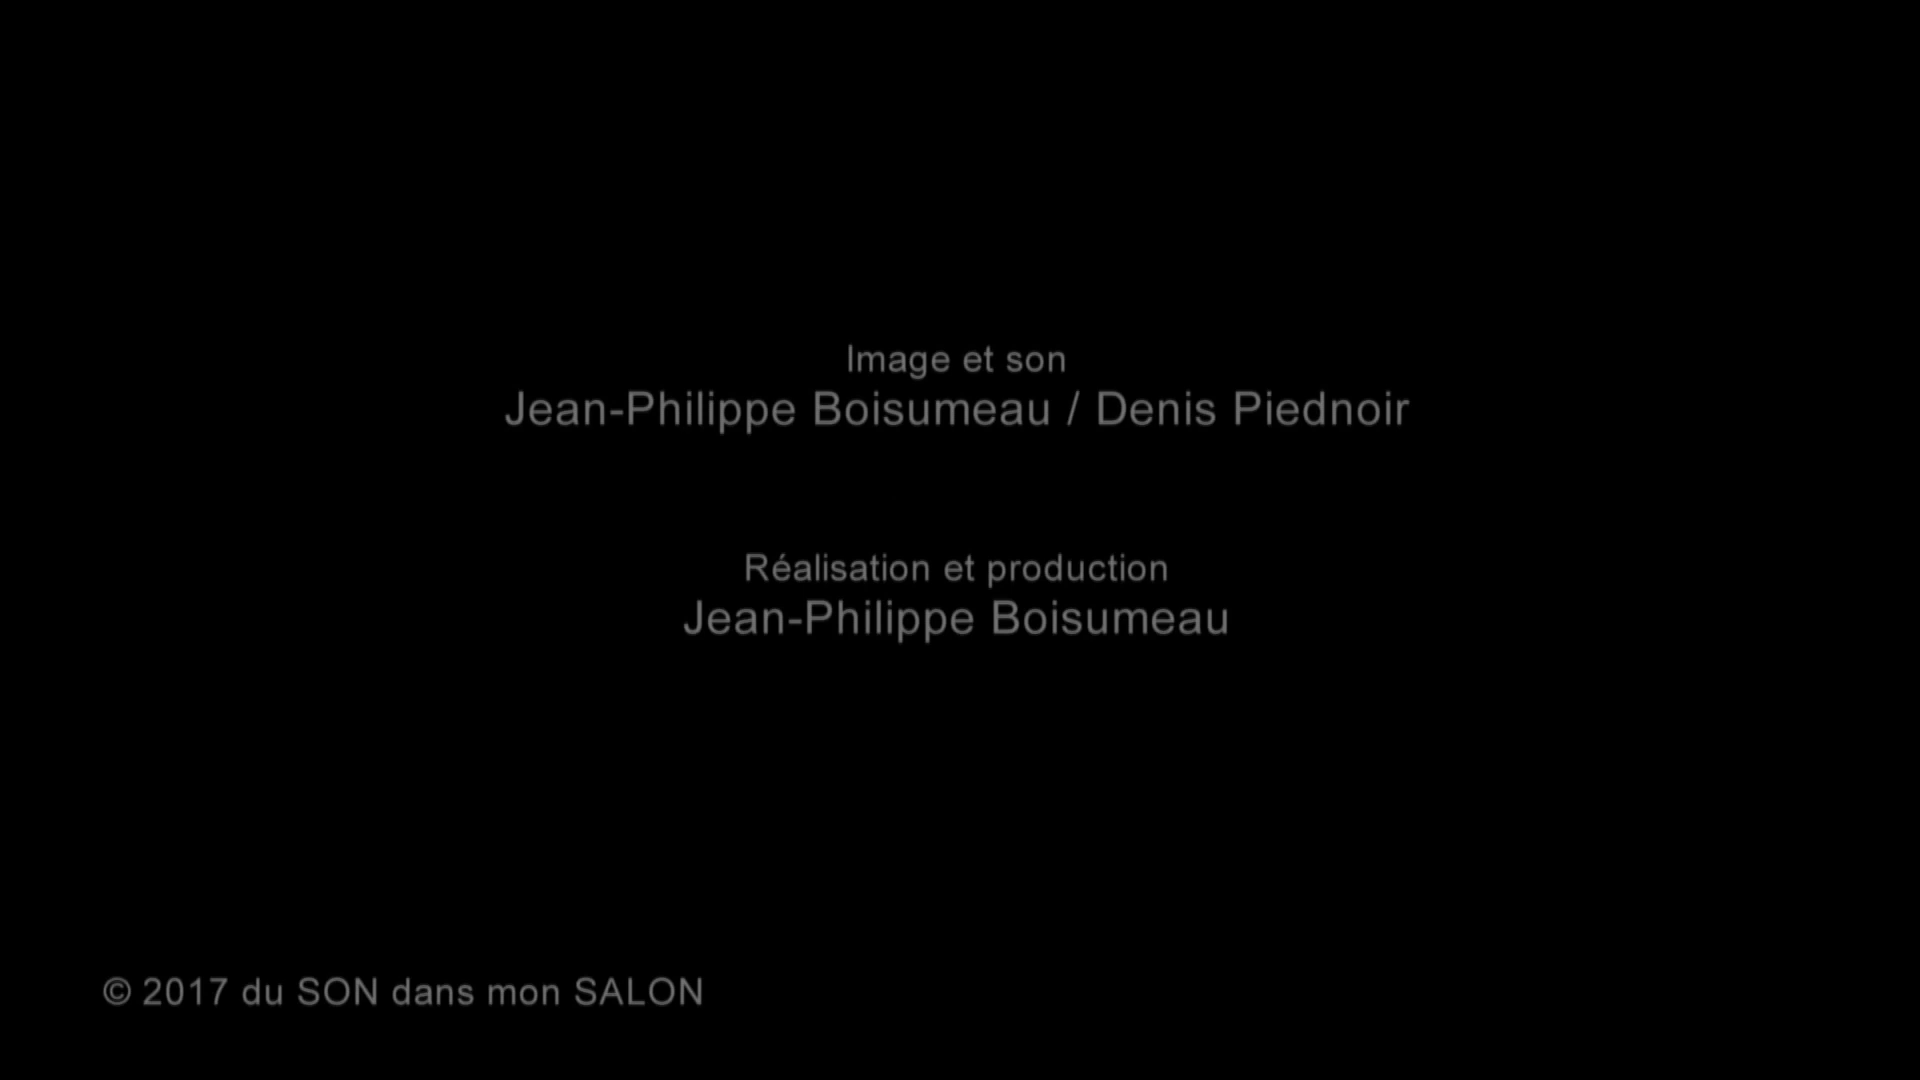 Image et son
Jean-Philippe Boisumeau / Denis Piednoir
Réalisation et production
Jean-Philippe Boisumeau
© 2017 du SON dans mon SALON